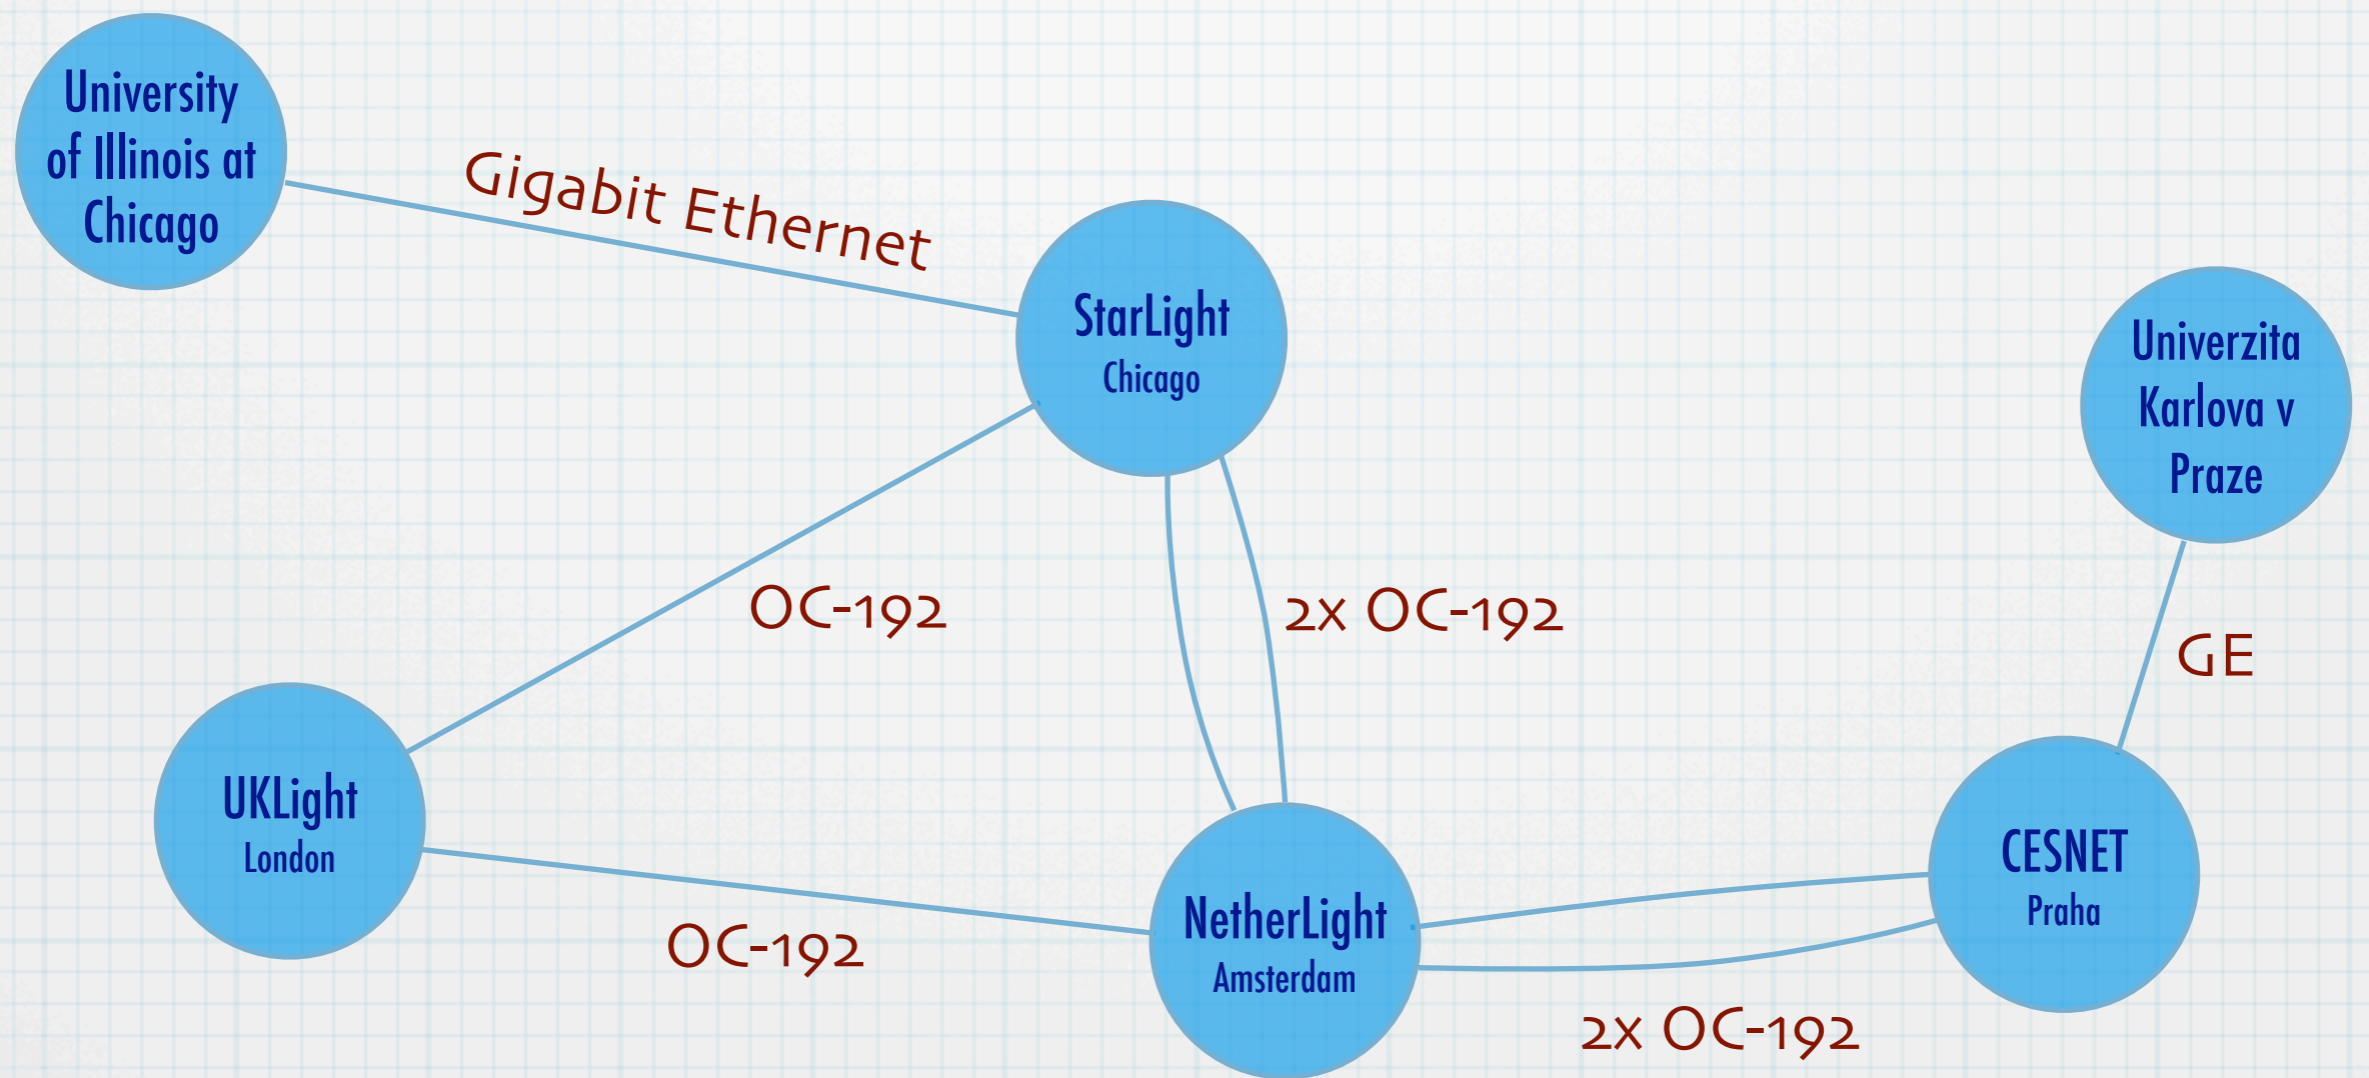 University
of Illinois at
Chicago
Gigabit Ethernet
StarLight
Chicago
Univerzita
Karlova v
Praze
OC-192
2x OC-192
GE
UKLight
London
CESNET
Praha
NetherLight
Amsterdam
OC-192
2x OC-192